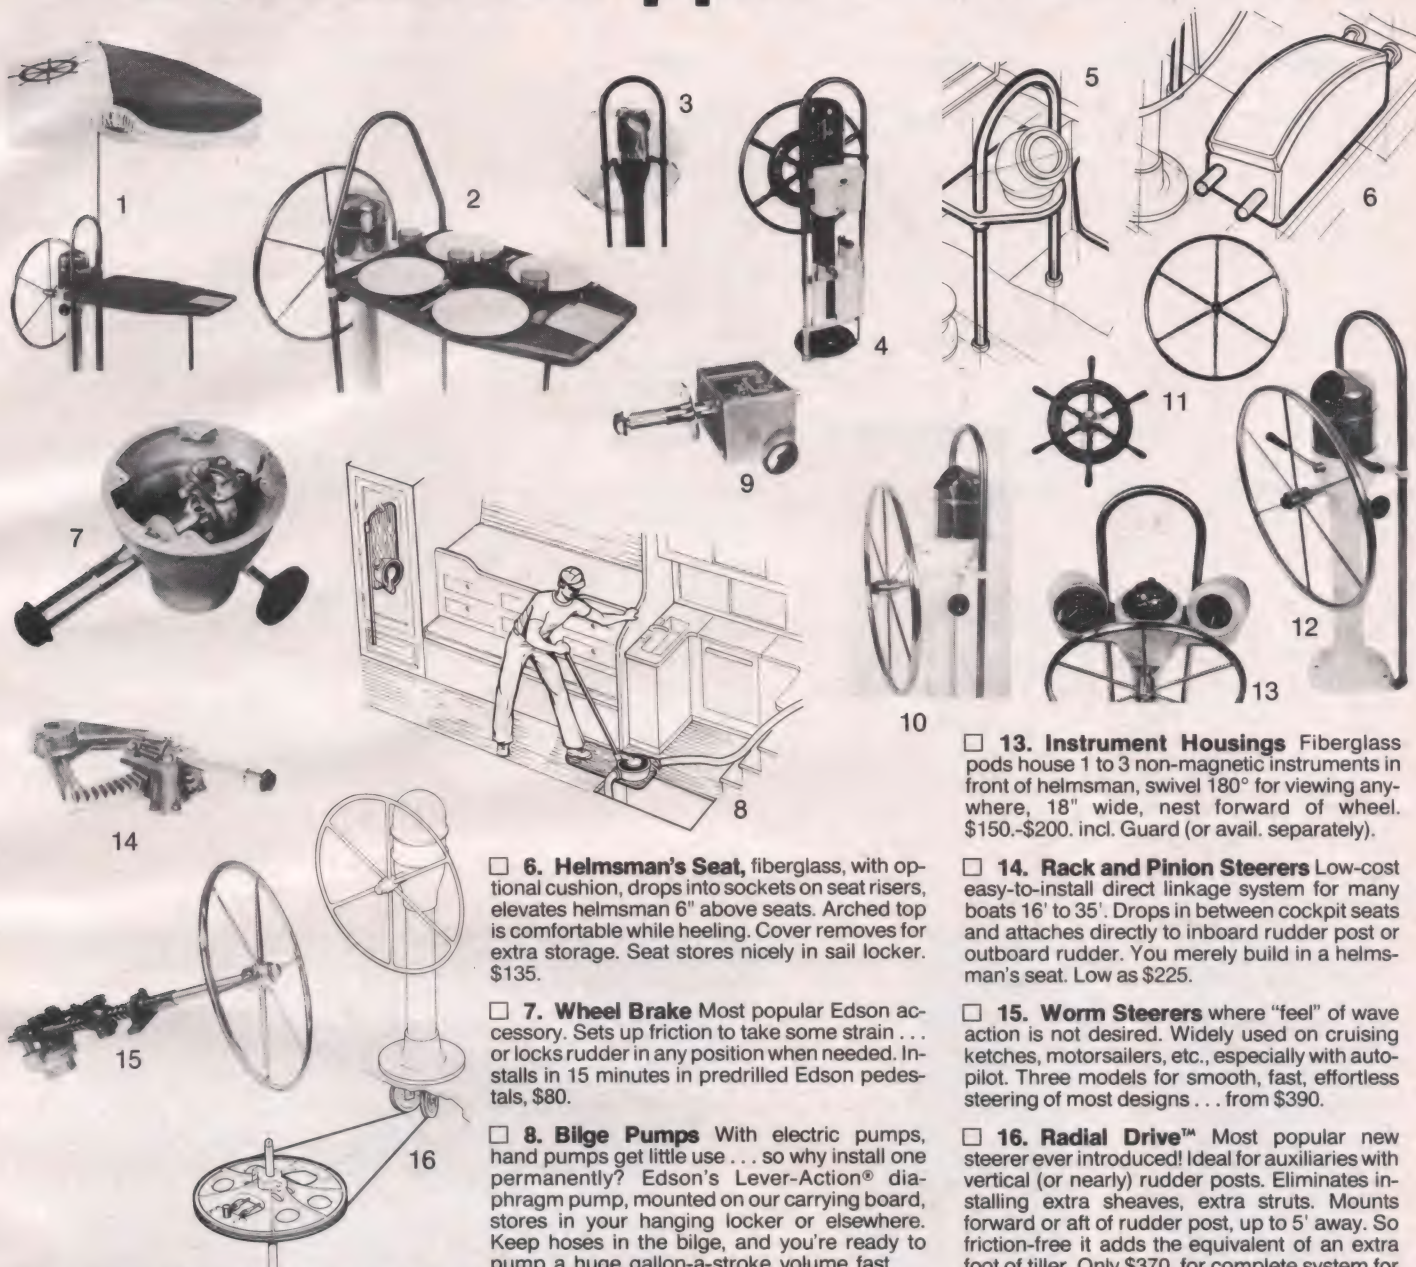 1
2
3
4
5
6
7
8
9
10
11
12
13
14
15
16
☐ 6. Helmsman's Seat, fiberglass, with op-
tional cushion, drops into sockets on seat risers,
elevates helmsman 6" above seats. Arched top
is comfortable while heeling. Cover removes for
extra storage. Seat stores nicely in sail locker.
$135.
☐ 7. Wheel Brake Most popular Edson ac-
cessory. Sets up friction to take some strain . . .
or locks rudder in any position when needed. In-
stalls in 15 minutes in predrilled Edson pedes-
tals, $80.
☐ 8. Bilge Pumps With electric pumps,
hand pumps get little use . . . so why install one
permanently? Edson's Lever-Action® dia-
phragm pump, mounted on our carrying board,
stores in your hanging locker or elsewhere.
Keep hoses in the bilge, and you're ready to
pump a huge gallon-a-stroke volume fast
☐ 13. Instrument Housings Fiberglass
pods house 1 to 3 non-magnetic instruments in
front of helmsman, swivel 180° for viewing any-
where, 18" wide, nest forward of wheel.
$150.-$200. incl. Guard (or avail. separately).
☐ 14. Rack and Pinion Steerers Low-cost
easy-to-install direct linkage system for many
boats 16' to 35'. Drops in between cockpit seats
and attaches directly to inboard rudder post or
outboard rudder. You merely build in a helms-
man's seat. Low as $225.
☐ 15. Worm Steerers where "feel" of wave
action is not desired. Widely used on cruising
ketches, motorsailers, etc., especially with auto-
pilot. Three models for smooth, fast, effortless
steering of most designs . . . from $390.
☐ 16. Radial Drive™ Most popular new
steerer ever introduced! Ideal for auxiliaries with
vertical (or nearly) rudder posts. Eliminates in-
stalling extra sheaves, extra struts. Mounts
forward or aft of rudder post, up to 5' away. So
friction-free it adds the equivalent of an extra
foot of tiller. Only $370. for complete system for